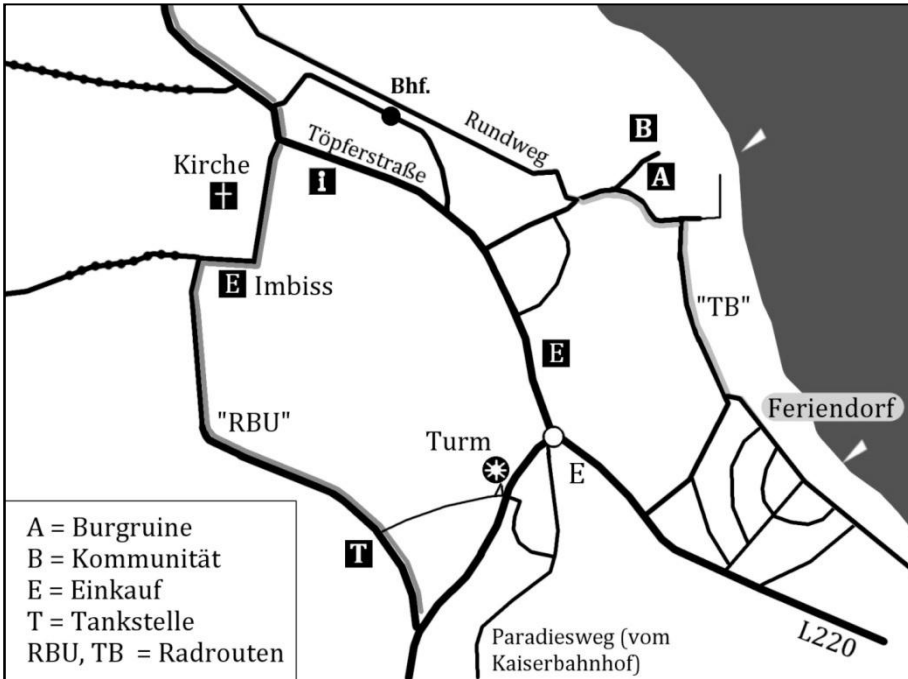 Bhf.
Rundweg
B
Töpferstraße
Kirche
i
A
E Imbiss
"TB"
E
Feriendorf
"RBU"
Turm
E
T
A = Burgruine
B = Kommunität
E = Einkauf
T = Tankstelle
RBU, TB = Radrouten
Paradiesweg (vom
Kaiserbahnhof)
L220